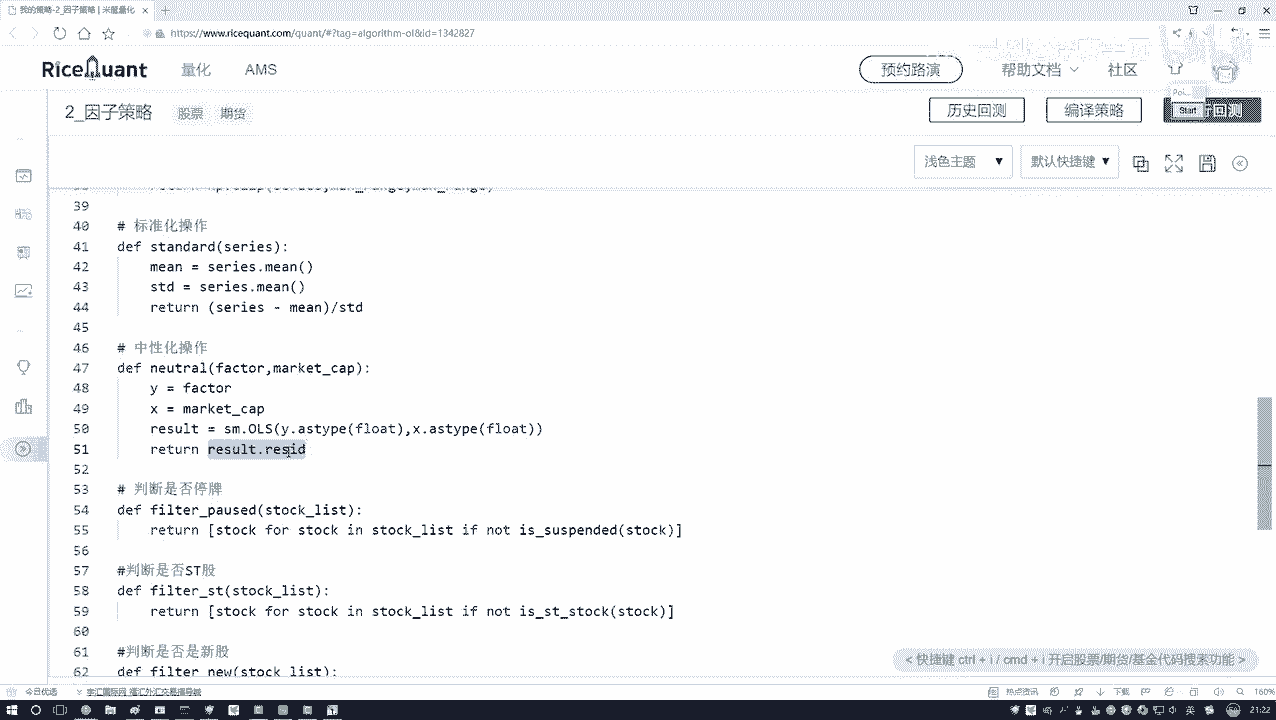 我的策略-2_因子策略 | 米筐量化
https://www.ricequant.com/quant/#?tag=algorithm-ol&id=1342827
RiceQuant
量化
AMS
预约路演
帮助文档
社区
2_因子策略
股票
期货
历史回测
编译策略
Start
浅色主题
默认快捷键
39
40 # 标准化操作
41 def standard(series):
42 mean = series.mean()
43 std = series.mean()
44 return (series - mean)/std
45
46 # 中性化操作
47 def neutral(factor,market_cap):
48 y = factor
49 x = market_cap
50 result = sm.OLS(y.astype(float),x.astype(float))
51 return result.resid
52
53 # 判断是否停牌
54 def filter_paused(stock_list):
55 return [stock for stock in stock_list if not is_suspended(stock)]
56
57 #判断是否ST股
58 def filter_st(stock_list):
59 return [stock for stock in stock_list if not is_st_stock(stock)]
60
61 #判断是否是新股
62 def filter_new(stock_list):
< 快捷键 ctrl + i / cmd + i 开启股票/期货/基金代码搜索功能 >
今日优选
热点资讯
下载
160%
21:22